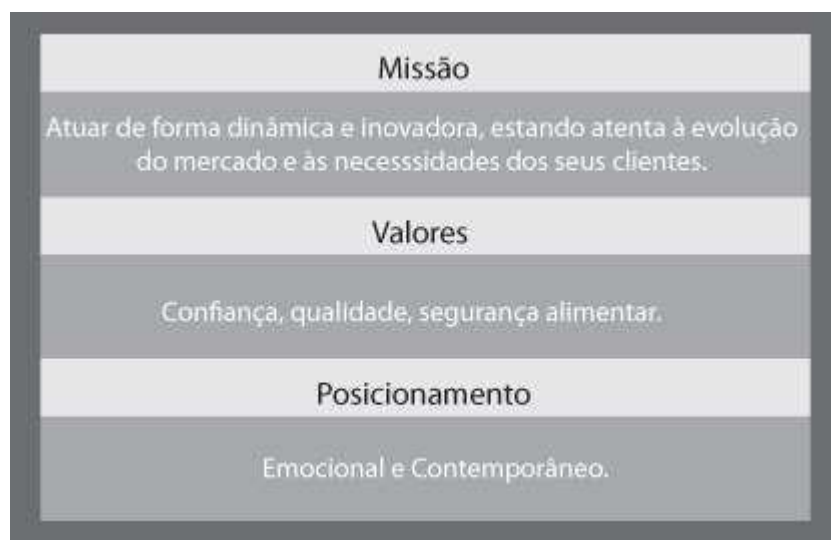 Missão
Atuar de forma dinâmica e inovadora, estando atenta à evolução
do mercado e às necesssidades dos seus clientes.
Valores
Confiança, qualidade, segurança alimentar.
Posicionamento
Emocional e Contemporâneo.